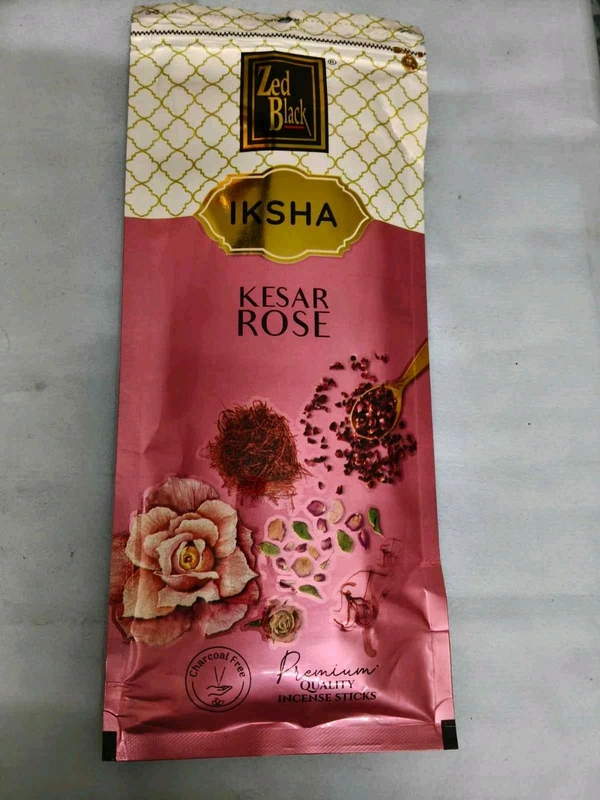 Zed
Black
®
IKSHA
KESAR
ROSE
Charcoal Free
Premium
QUALITY
INCENSE STICKS